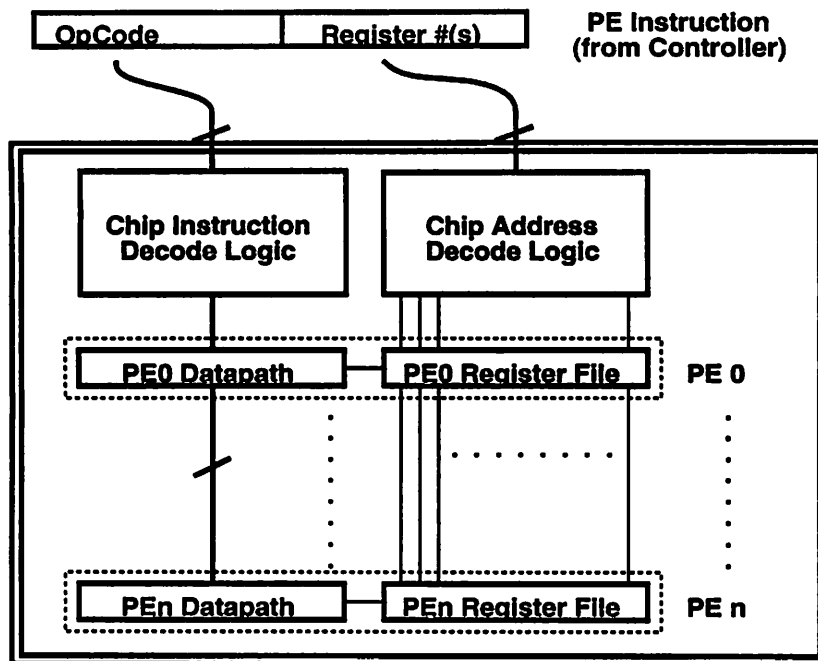 OpCode Register #(s) PE Instruction
(from Controller)
Chip Instruction
Decode Logic
Chip Address
Decode Logic
PE0 Datapath PE0 Register File PE 0
PEn Datapath PEn Register File PE n